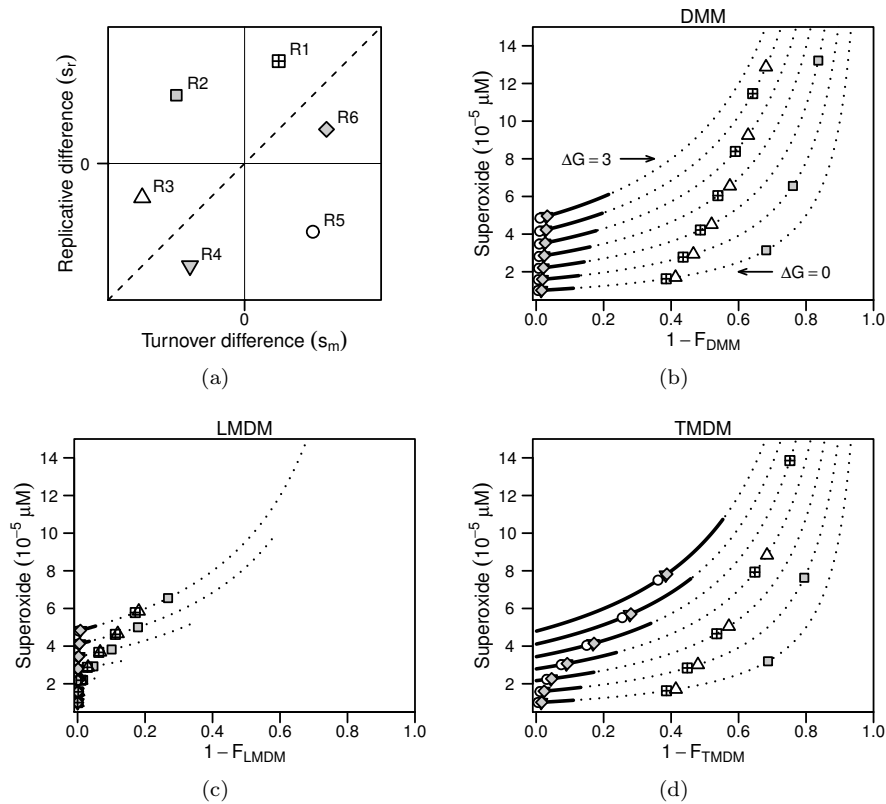 R1
R2
R6
R3
R4
R5
Replicative difference (sr)
0
0
Turnover difference (sm)
(a)
DMM
Superoxide (10−5 μM)
14
12
10
8
6
4
2
ΔG = 3
ΔG = 0
0.0 0.2 0.4 0.6 0.8 1.0
1 − FDMM
(b)
LMDM
Superoxide (10−5 μM)
14
12
10
8
6
4
2
0.0 0.2 0.4 0.6 0.8 1.0
1 − FLMDM
(c)
TMDM
Superoxide (10−5 μM)
14
12
10
8
6
4
2
0.0 0.2 0.4 0.6 0.8 1.0
1 − FTMDM
(d)